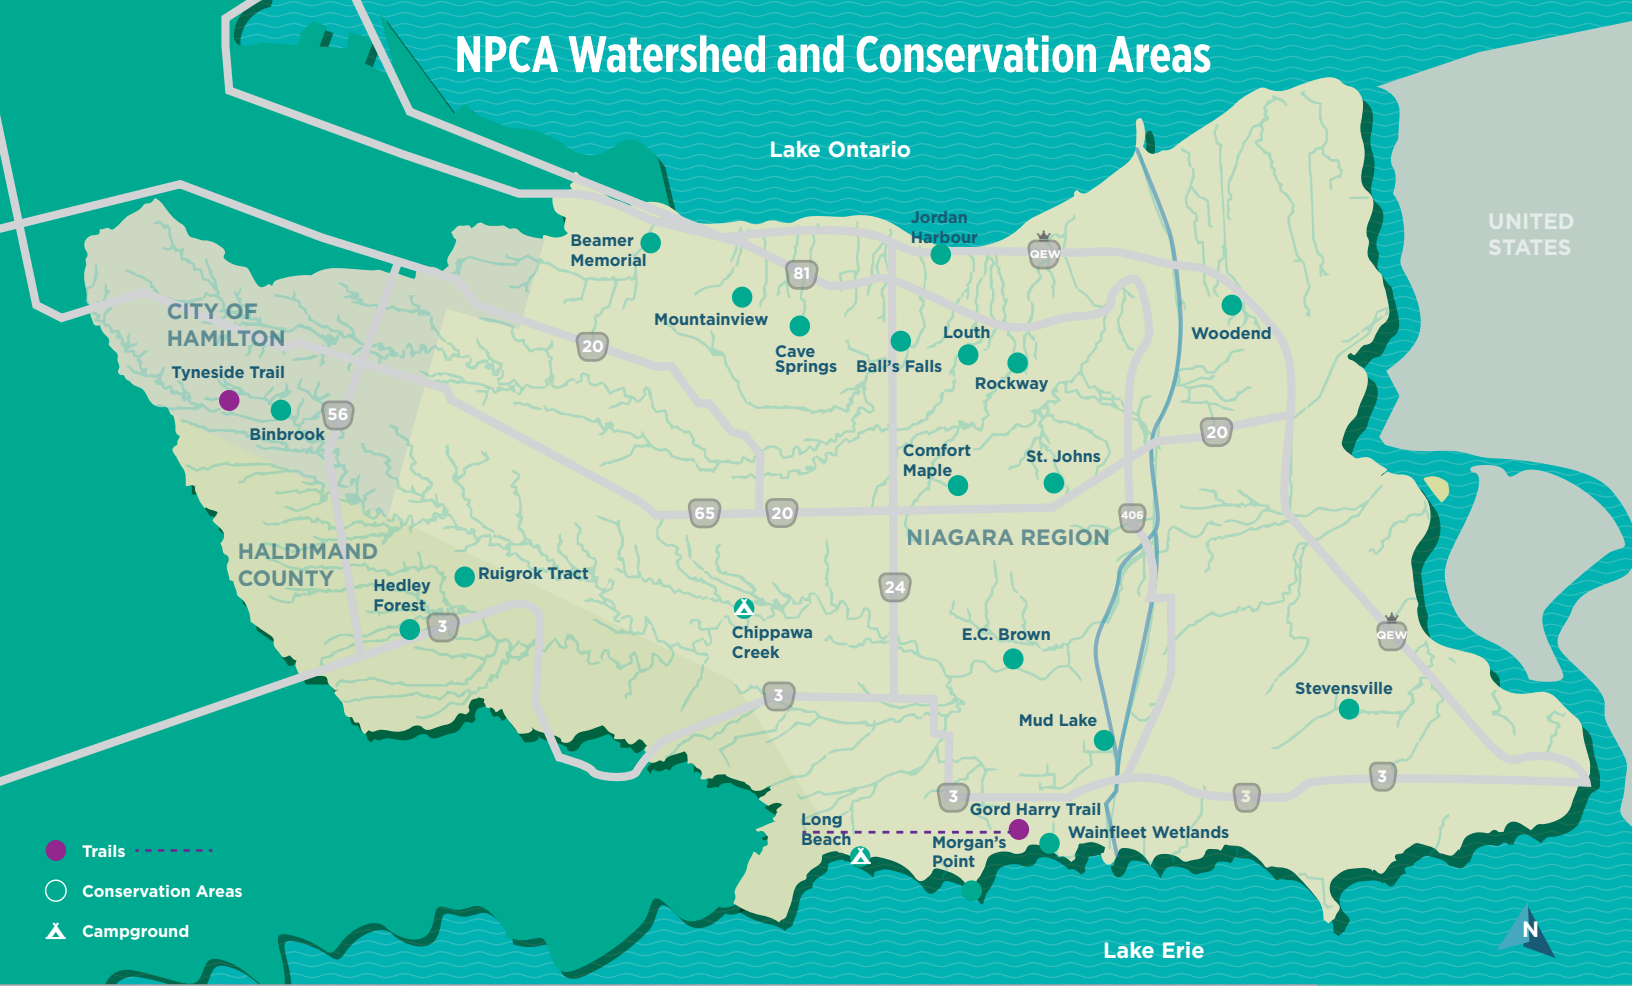 NPCA Watershed and Conservation Areas
Lake Ontario
UNITED
STATES
Jordan
Harbour
Beamer
Memorial
QEW
81
CITY OF
HAMILTON
Mountainview
Woodend
20
Cave
Springs
Ball's Falls
Louth
Rockway
Tyneside Trail
56
Binbrook
20
Comfort
Maple
St. Johns
65
20
406
NIAGARA REGION
HALDIMAND
COUNTY
Hedley
Forest
Ruigrok Tract
24
3
Chippawa
Creek
E.C. Brown
QEW
3
Stevensville
Mud Lake
3
3
3
Gord Harry Trail
Long
Beach
Wainfleet Wetlands
Morgan's
Point
Trails
Conservation Areas
Campground
Lake Erie
N